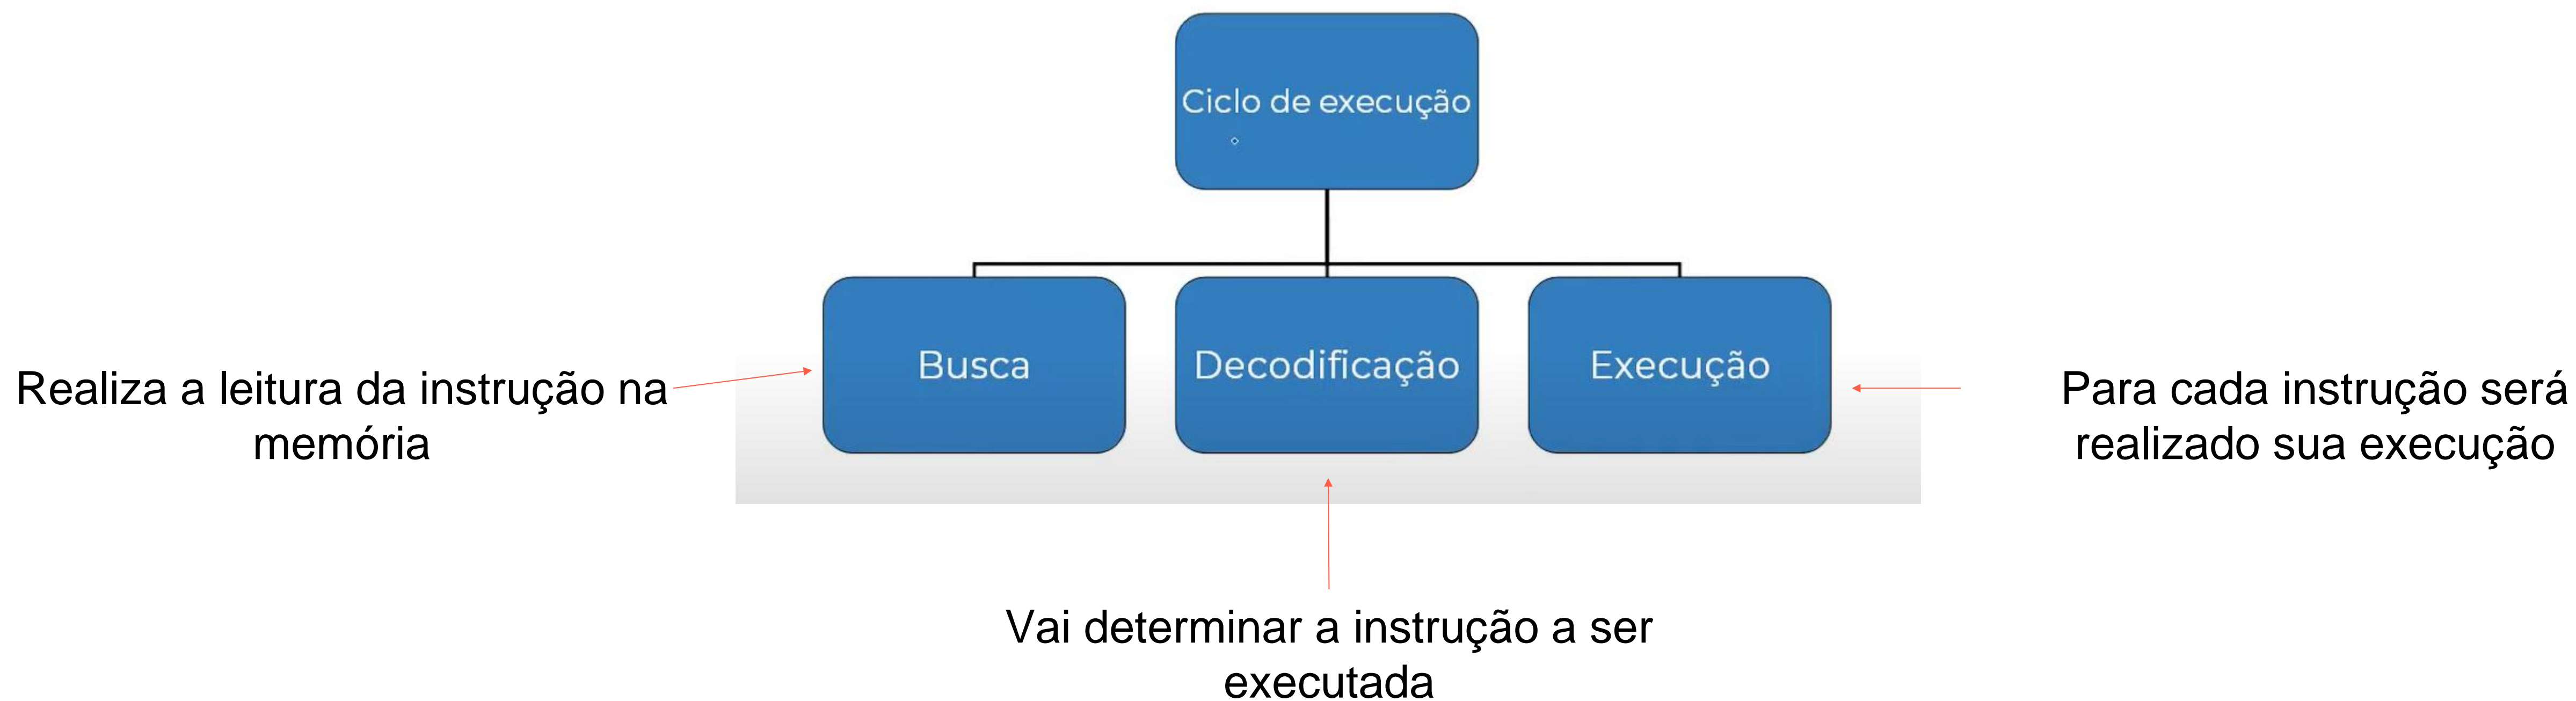 Ciclo de execução
Busca
Decodificação
Execução
Realiza a leitura da instrução na
memória
Para cada instrução será
realizado sua execução
Vai determinar a instrução a ser
executada